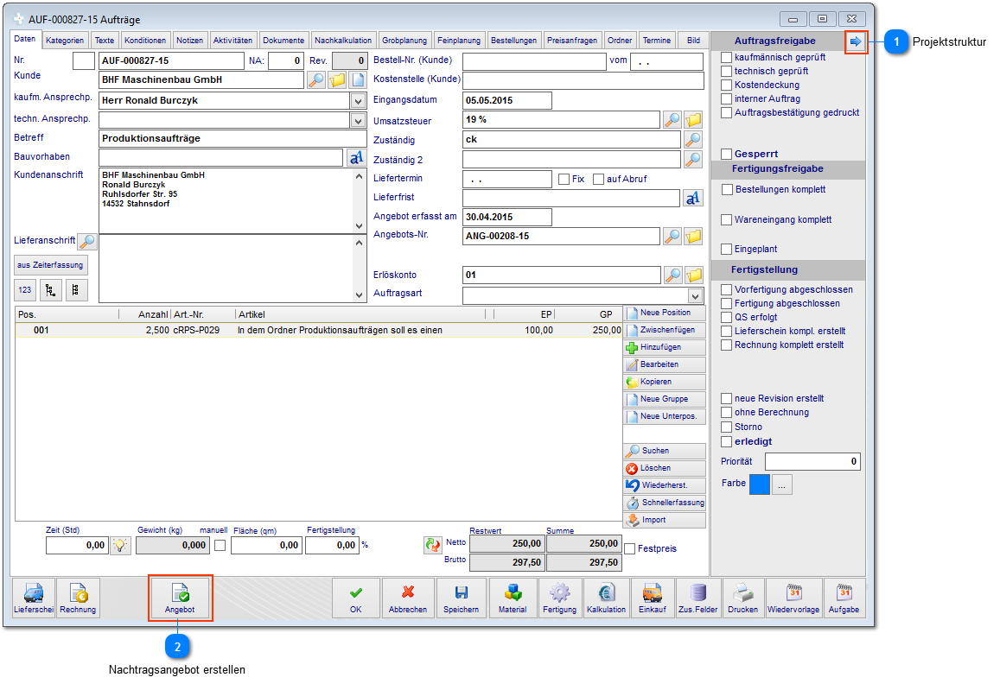 AUF-000827-15 Aufträge
Daten Kategorien Texte Konditionen Notizen Aktivitäten Dokumente Nachkalkulation Grobplanung Feinplanung Bestellungen Preisanfragen Ordner Termine Bild
Nr. AUF-000827-15 NA: 0 Rev. 0
Kunde BHF Maschinenbau GmbH
kaufm. Ansprechp. Herr Ronald Burczyk
techn. Ansprechp.
Betreff Produktionsaufträge
Bauvorhaben
Kundenanschrift BHF Maschinenbau GmbH
Ronald Burczyk
Ruhlsdorfer Str. 95
14532 Stahnsdorf
Lieferanschrift
aus Zeiterfassung
123
Bestell-Nr. (Kunde) vom . .
Kostenstelle (Kunde)
Eingangsdatum 05.05.2015
Umsatzsteuer 19 %
Zuständig ck
Zuständig 2
Liefertermin . . Fix auf Abruf
Lieferfrist
Angebot erfasst am 30.04.2015
Angebots-Nr. ANG-00208-15
Erlöskonto 01
Auftragsart
Auftragsfreigabe
kaufmännisch geprüft
technisch geprüft
Kostendeckung
interner Auftrag
Auftragsbestätigung gedruckt
Gesperrt
Fertigungsfreigabe
Bestellungen komplett
Wareneingang komplett
Eingeplant
Fertigstellung
Vorfertigung abgeschlossen
Fertigung abgeschlossen
QS erfolgt
Lieferschein kompl. erstellt
Rechnung komplett erstellt
neue Revision erstellt
ohne Berechnung
Storno
erledigt
Priorität 0
Farbe ...
1 Projektstruktur
Pos. Anzahl Art.-Nr. Artikel EP GP
001 2,500 cRPS-P029 In dem Ordner Produktionsaufträgen soll es einen 100,00 250,00
Neue Position
Zwischenfügen
Hinzufügen
Bearbeiten
Kopieren
Neue Gruppe
Neue Unterpos.
Suchen
Löschen
Wiederherst.
Schnellerfassung
Import
Zeit (Std) Gewicht (kg) manuell Fläche (qm) Fertigstellung Restwert Summe
0,00 0,000 0,00 0,00 % Netto 250,00 250,00 Festpreis
Brutto 297,50 297,50
Lieferschei Rechnung Angebot OK Abbrechen Speichern Material Fertigung Kalkulation Einkauf Zus.Felder Drucken Wiedervorlage Aufgabe
31 31
2
Nachtragsangebot erstellen